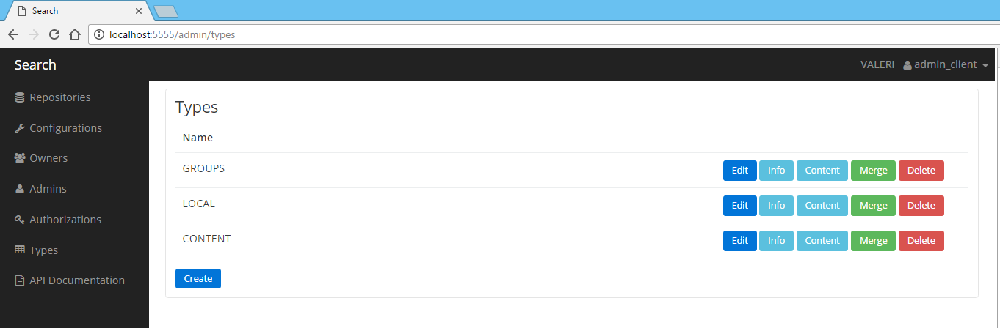 Search
localhost:5555/admin/types
Search VALERI admin_client
Repositories
Configurations
Owners
Admins
Authorizations
Types
API Documentation
Types
Name
GROUPS Edit Info Content Merge Delete
LOCAL Edit Info Content Merge Delete
CONTENT Edit Info Content Merge Delete
Create